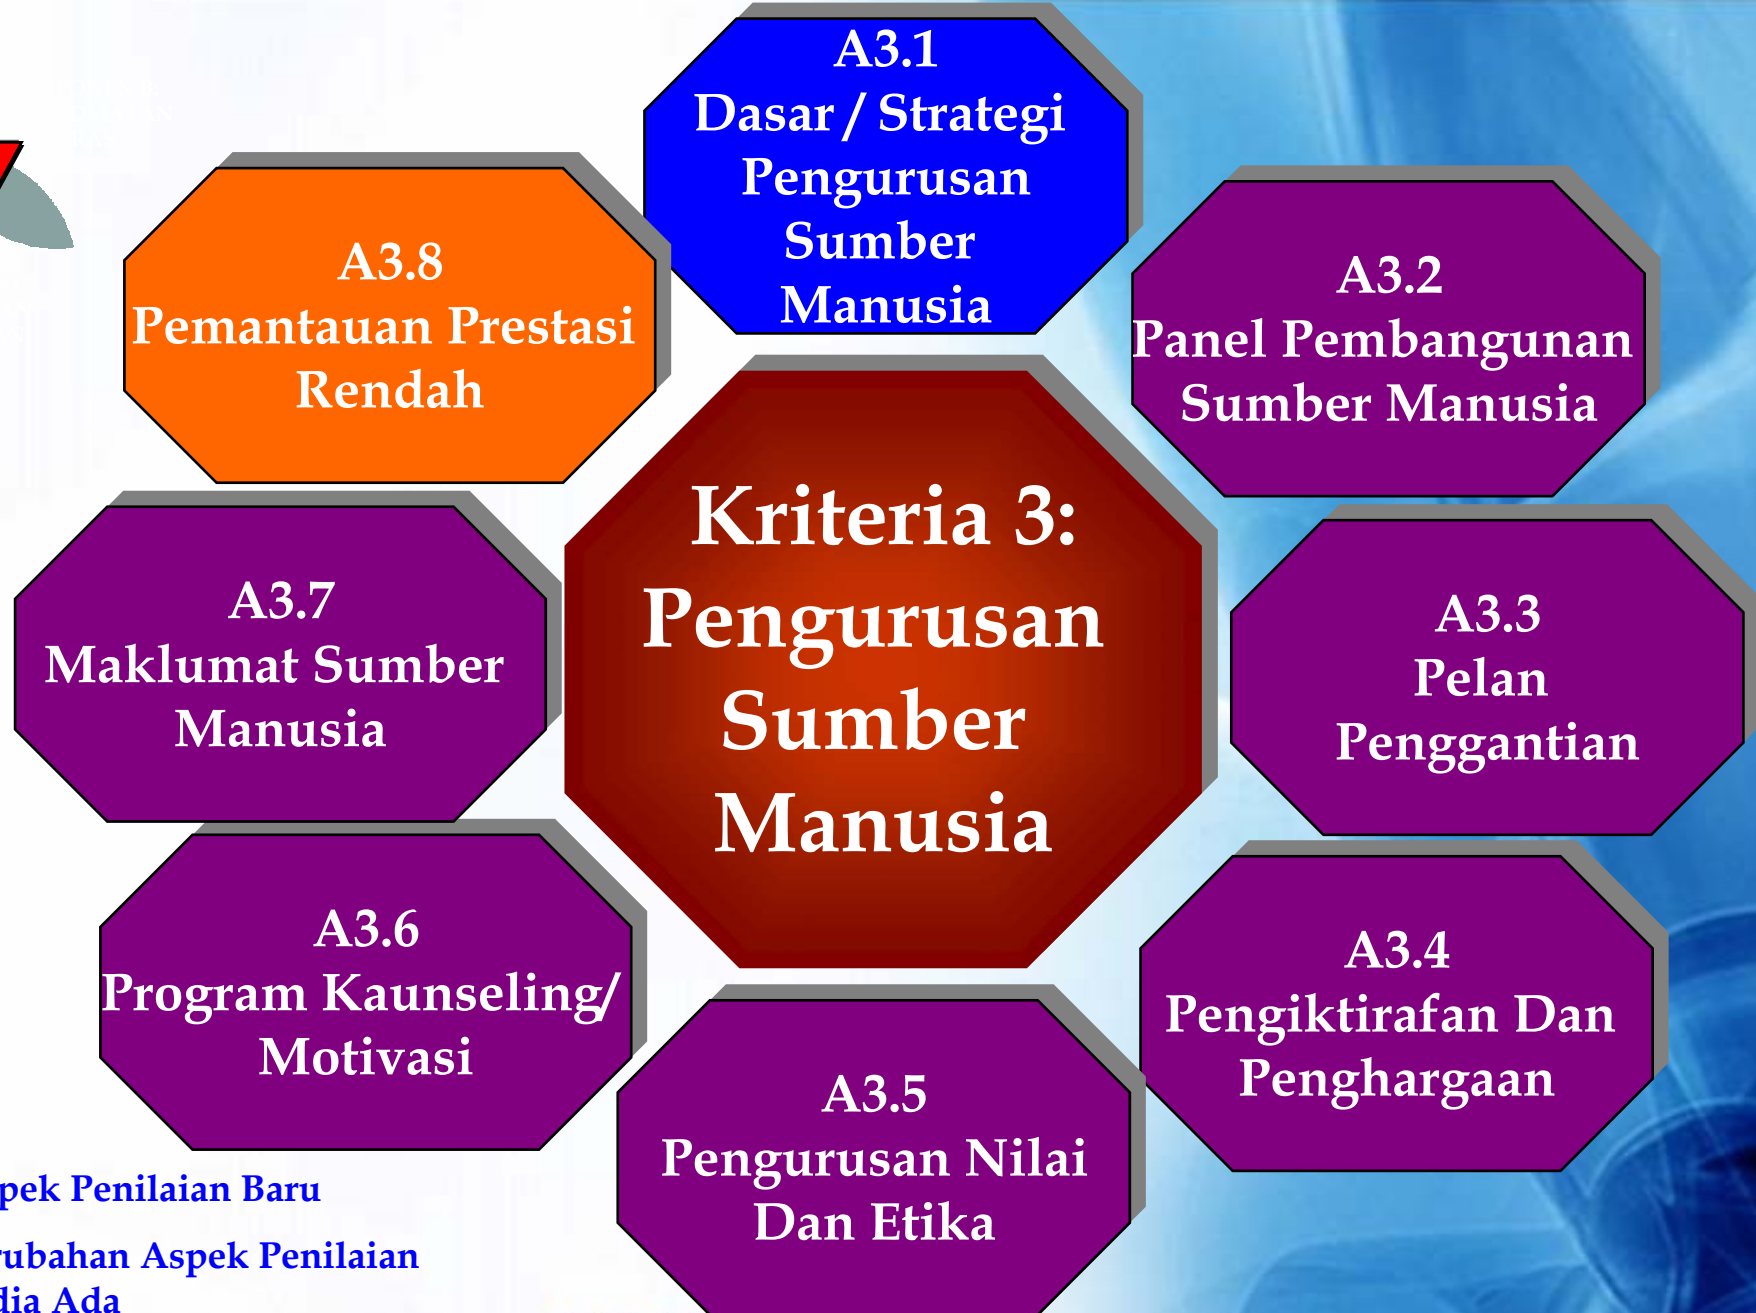 A3.1
Dasar / Strategi
Pengurusan
Sumber
Manusia
A3.2
Panel Pembangunan
Sumber Manusia
A3.3
Pelan
Penggantian
A3.4
Pengiktirafan Dan
Penghargaan
A3.5
Pengurusan Nilai
Dan Etika
A3.6
Program Kaunseling/
Motivasi
A3.7
Maklumat Sumber
Manusia
A3.8
Pemantauan Prestasi
Rendah
Kriteria 3:
Pengurusan
Sumber
Manusia
pek Penilaian Baru
rubahan Aspek Penilaian
dia Ada